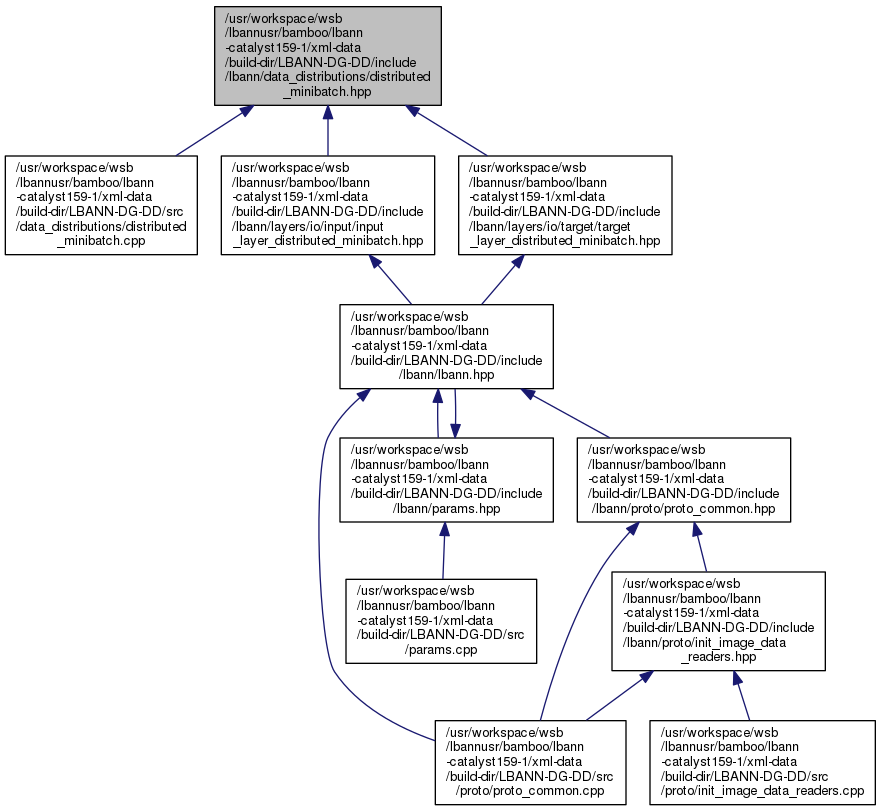 /usr/workspace/wsb
/lbannusr/bamboo/lbann
-catalyst159-1/xml-data
/build-dir/LBANN-DG-DD/include
/lbann/data_distributions/distributed
_minibatch.hpp
/usr/workspace/wsb
/lbannusr/bamboo/lbann
-catalyst159-1/xml-data
/build-dir/LBANN-DG-DD/src
/data_distributions/distributed
_minibatch.cpp
/usr/workspace/wsb
/lbannusr/bamboo/lbann
-catalyst159-1/xml-data
/build-dir/LBANN-DG-DD/include
/lbann/layers/io/input/input
_layer_distributed_minibatch.hpp
/usr/workspace/wsb
/lbannusr/bamboo/lbann
-catalyst159-1/xml-data
/build-dir/LBANN-DG-DD/include
/lbann/layers/io/target/target
_layer_distributed_minibatch.hpp
/usr/workspace/wsb
/lbannusr/bamboo/lbann
-catalyst159-1/xml-data
/build-dir/LBANN-DG-DD/include
/lbann/lbann.hpp
/usr/workspace/wsb
/lbannusr/bamboo/lbann
-catalyst159-1/xml-data
/build-dir/LBANN-DG-DD/include
/lbann/params.hpp
/usr/workspace/wsb
/lbannusr/bamboo/lbann
-catalyst159-1/xml-data
/build-dir/LBANN-DG-DD/include
/lbann/proto/proto_common.hpp
/usr/workspace/wsb
/lbannusr/bamboo/lbann
-catalyst159-1/xml-data
/build-dir/LBANN-DG-DD/src
/params.cpp
/usr/workspace/wsb
/lbannusr/bamboo/lbann
-catalyst159-1/xml-data
/build-dir/LBANN-DG-DD/include
/lbann/proto/init_image_data
_readers.hpp
/usr/workspace/wsb
/lbannusr/bamboo/lbann
-catalyst159-1/xml-data
/build-dir/LBANN-DG-DD/src
/proto/proto_common.cpp
/usr/workspace/wsb
/lbannusr/bamboo/lbann
-catalyst159-1/xml-data
/build-dir/LBANN-DG-DD/src
/proto/init_image_data_readers.cpp